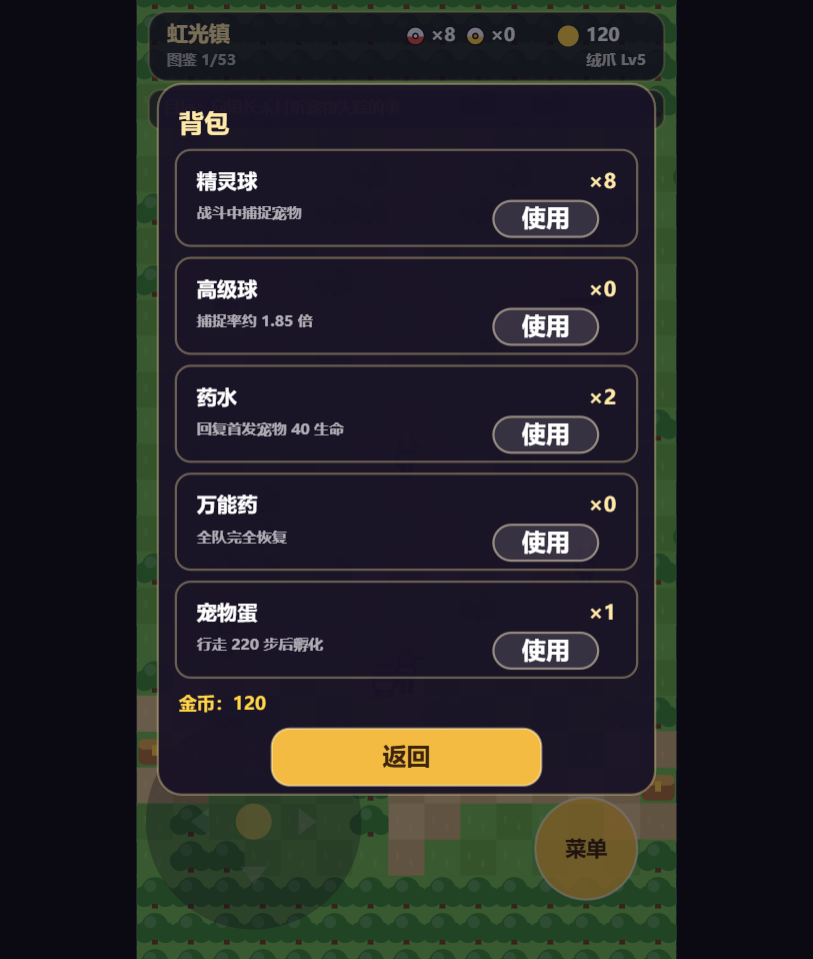 虹光镇 ×8 ×0 120
图鉴 1/53 绒爪 Lv5
背包
精灵球 ×8
战斗中捕捉宠物 使用
高级球 ×0
捕捉率约 1.85 倍 使用
药水 ×2
回复首发宠物 40 生命 使用
万能药 ×0
全队完全恢复 使用
宠物蛋 ×1
行走 220 步后孵化 使用
金币：120
返回
菜单